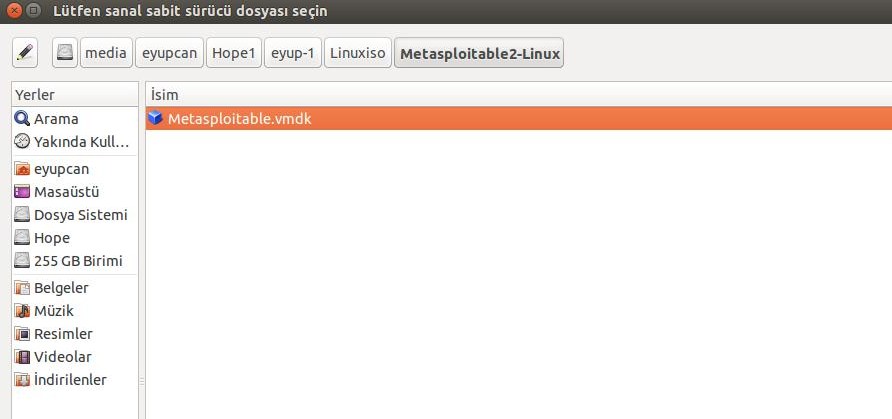 Lütfen sanal sabit sürücü dosyası seçin
media eyupcan Hope1 eyup-1 Linuxiso Metasploitable2-Linux
Yerler
Arama
Yakında Kull...
eyupcan
Masaüstü
Dosya Sistemi
Hope
255 GB Birimi
Belgeler
Müzik
Resimler
Videolar
İndirilenler
İsim
Metasploitable.vmdk